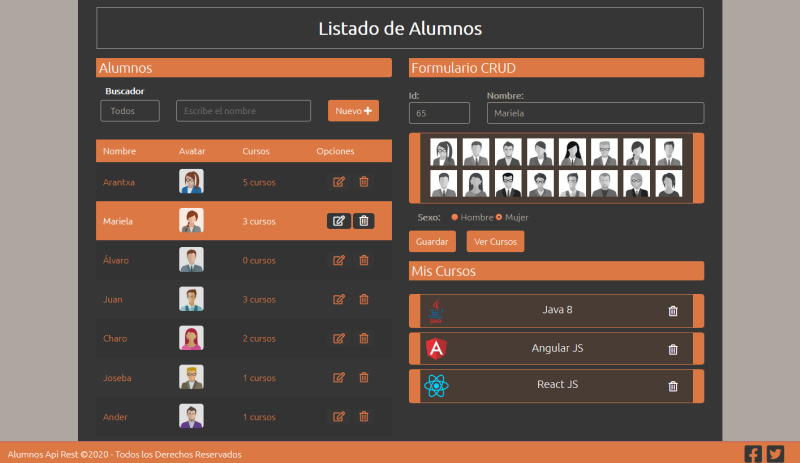 Listado de Alumnos
Alumnos
Buscador
Todos
Escribe el nombre
Nuevo
Nombre Avatar Cursos Opciones
Arantxa 5 cursos
Mariela 3 cursos
Álvaro 0 cursos
Juan 3 cursos
Charo 2 cursos
Joseba 1 cursos
Ander 1 cursos
Formulario CRUD
Id: Nombre:
65 Mariela
Sexo: Hombre Mujer
Guardar Ver Cursos
Mis Cursos
Java 8
Angular JS
React JS
Alumnos Api Rest ©2020 - Todos los Derechos Reservados